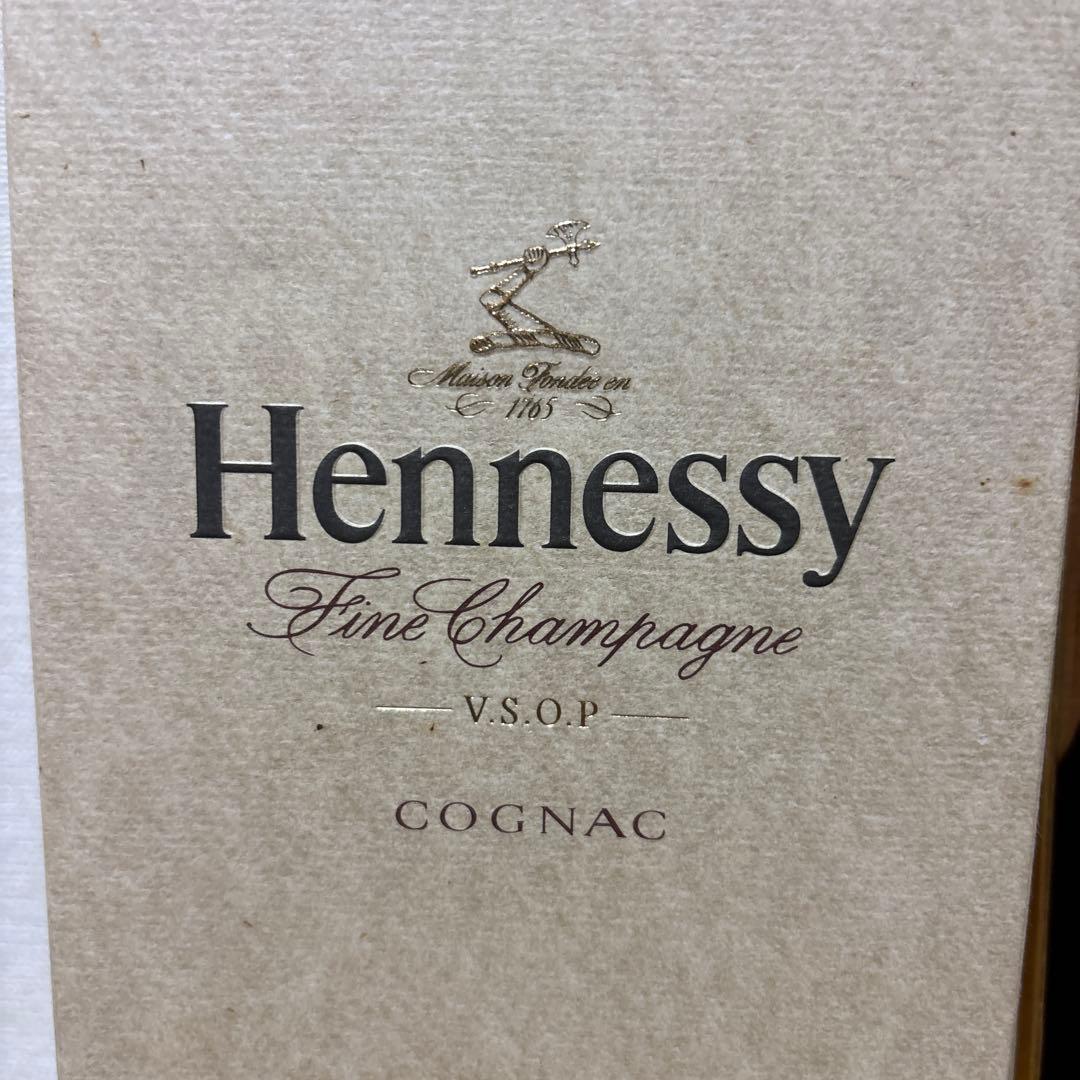 Maison Fondée en
1765
Hennessy
Fine Champagne
V.S.O.P
COGNAC